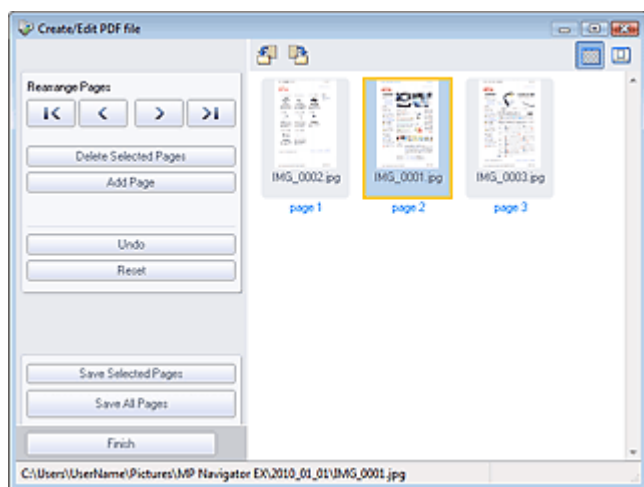 Create/Edit PDF file
Rearrange Pages
Delete Selected Pages
Add Page
Undo
Reset
Save Selected Pages
Save All Pages
Finish
IMG_0002.jpg
IMG_0001.jpg
IMG_0003.jpg
page 1
page 2
page 3
C:\Users\UserName\Pictures\MP Navigator EX\2010_01_01\IMG_0001.jpg